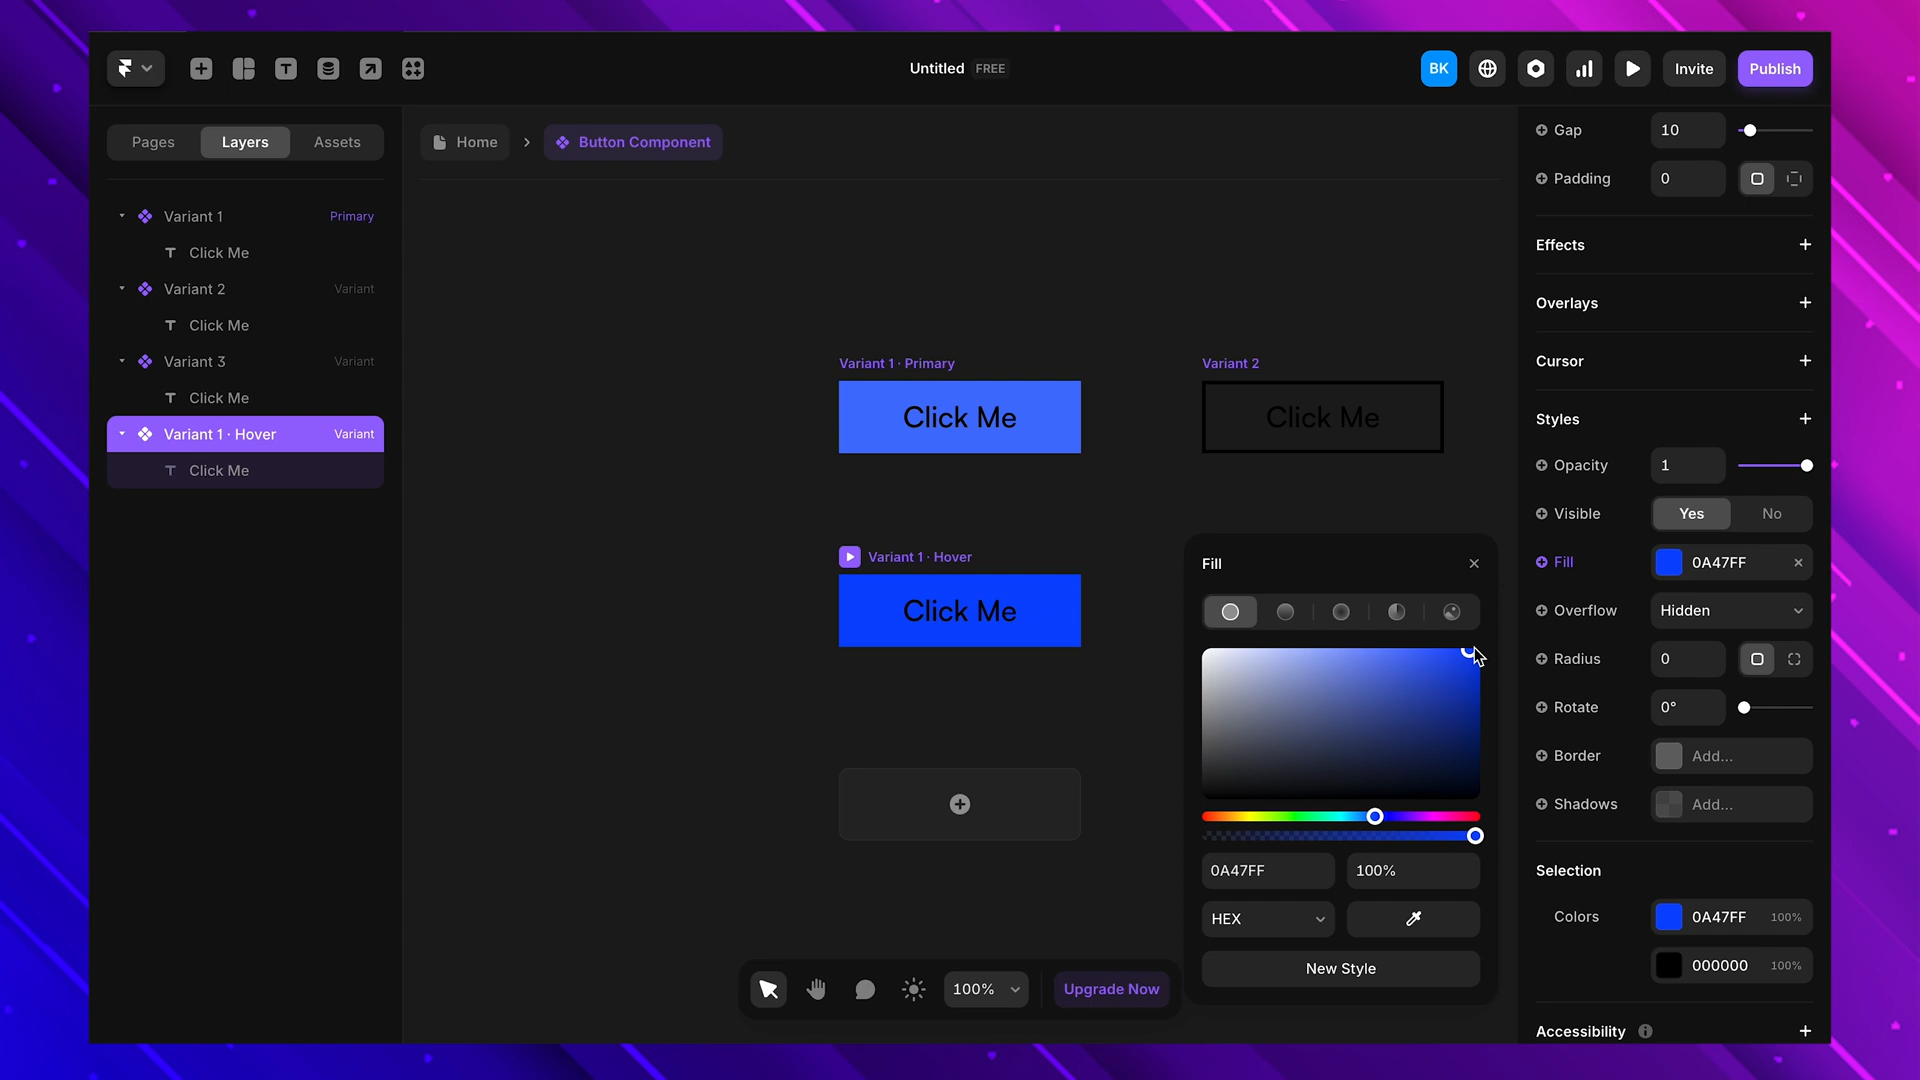 Untitled FREE
BK
Invite
Publish
Pages
Layers
Assets
Home
Button Component
Variant 1 Primary
Click Me
Variant 2 Variant
Click Me
Variant 3 Variant
Click Me
Variant 1 · Hover Variant
Click Me
Variant 1 · Primary
Click Me
Variant 2
Click Me
Variant 1 · Hover
Click Me
100%
Upgrade Now
Fill
0A47FF
100%
HEX
New Style
Gap 10
Padding 0
Effects
Overlays
Cursor
Styles
Opacity 1
Visible Yes No
Fill 0A47FF
Overflow Hidden
Radius 0
Rotate 0°
Border Add...
Shadows Add...
Selection
Colors 0A47FF 100%
000000 100%
Accessibility